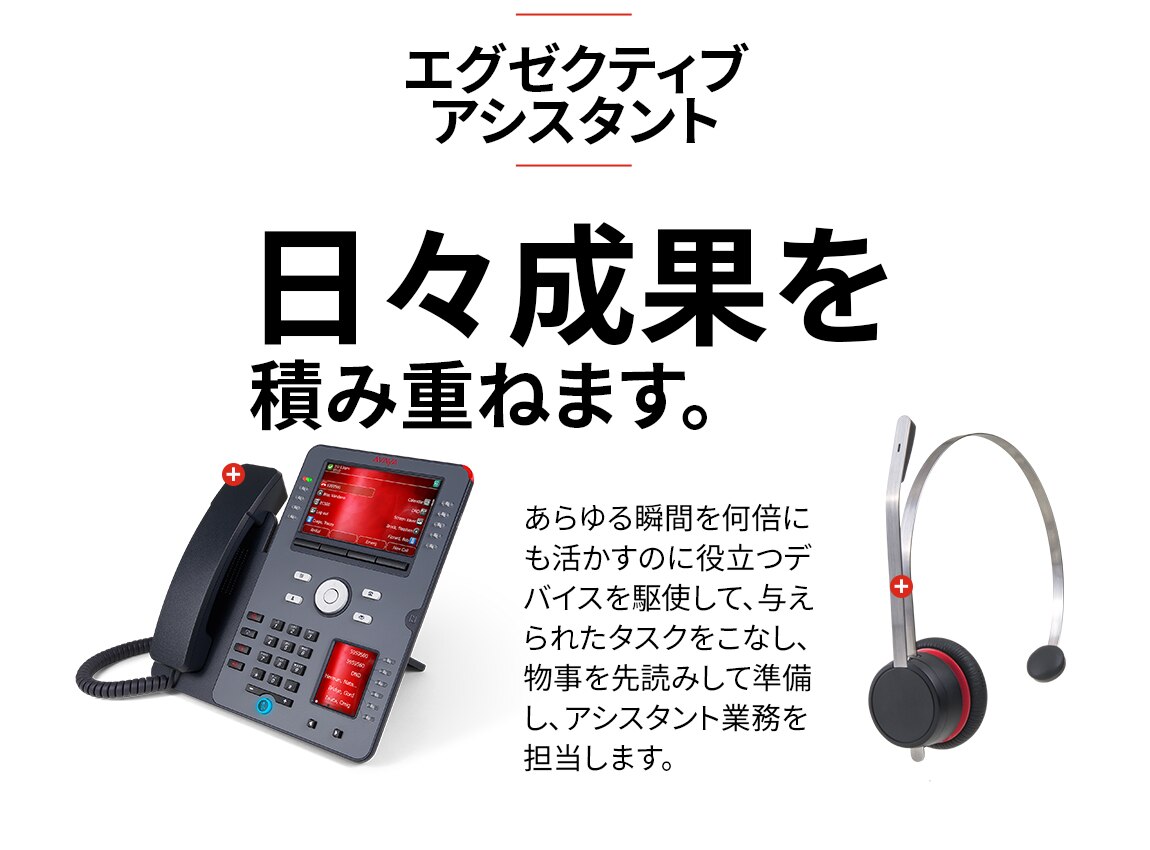 エグゼクティブ
アシスタント
日々成果を
積み重ねます。
AVAYA
あらゆる瞬間を何倍に
も活かすのに役立つデ
バイスを駆使して、与え
られたタスクをこなし、
物事を先読みして準備
し、アシスタント業務を
担当します。